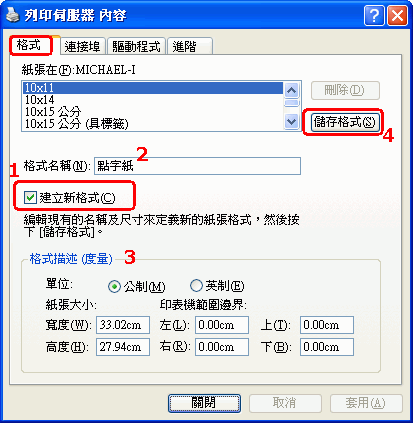 列印伺服器 內容
格式 連接埠 驅動程式 進階
紙張在(F):MICHAEL-I
10x11
10x14
10x15 公分
10x15 公分 (具標籤)
刪除(D)
儲存格式(S)
4
2
格式名稱(N): 點字紙
1
建立新格式(C)
編輯現有的名稱及尺寸來定義新的紙張格式，然後按
下 [儲存格式]。
格式描述 (度量) 3
單位: 公制(M) 英制(E)
紙張大小: 印表機範圍邊界:
寬度(W): 33.02cm 左(L): 0.00cm 上(T): 0.00cm
高度(H): 27.94cm 右(R): 0.00cm 下(B): 0.00cm
關閉 取消 套用(A)